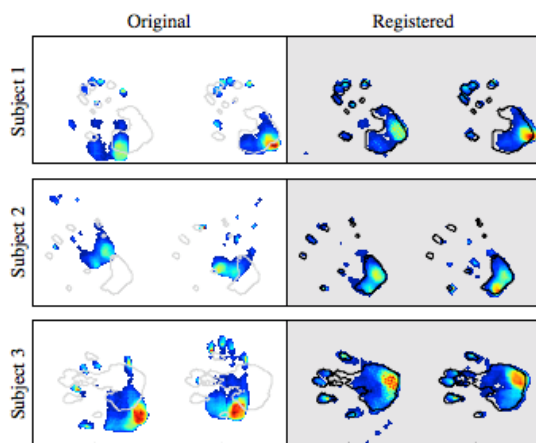 Original
Registered
Subject 1
Subject 2
Subject 3